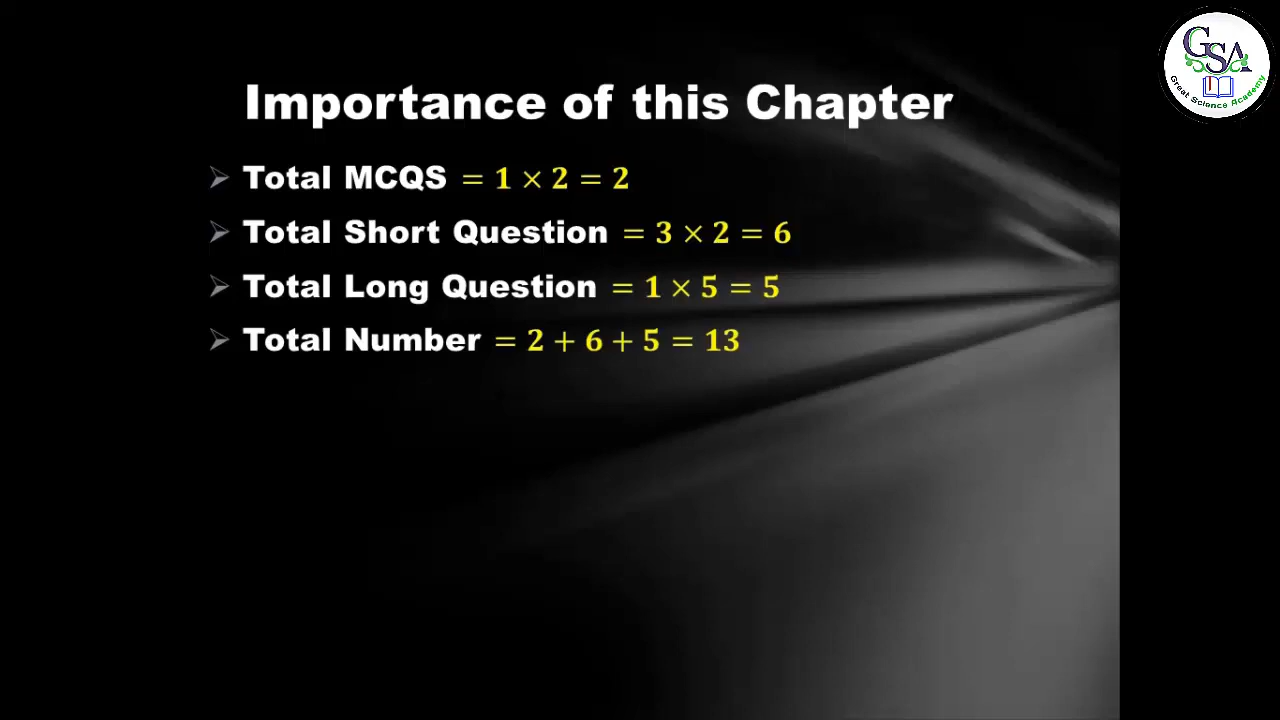 Importance of this Chapter
➢ Total MCQS = 1 × 2 = 2
➢ Total Short Question = 3 × 2 = 6
➢ Total Long Question = 1 × 5 = 5
➢ Total Number = 2 + 6 + 5 = 13
GSA
Great Science Academy